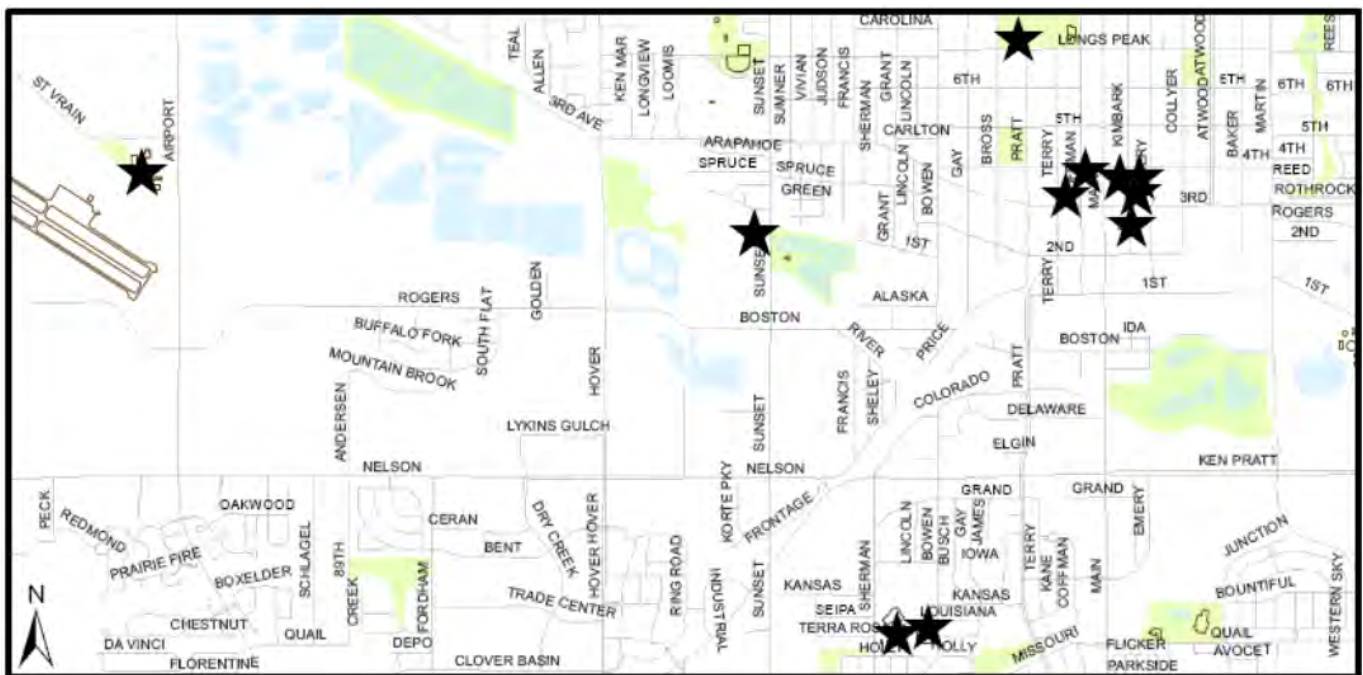 CAROLINA
LONGS PEAK
TEAL
ALLEN
KEN MAR
LONGVIEW
LOOMIS
SUNSET
SUMNER
VIVIAN
JUDSON
FRANCIS
GRANT
LINCOLN
SHERMAN
6TH
ATWOOD
ATWOOD
REES
ST VRAIN
AIRPORT
3RD AVE
CARLTON
BROSS
PRATT
5TH
KIMBARK
COLLYER
BAKER
MARTIN
6TH
6TH
5TH
ARAPAHOE
SPRUCE
SPRUCE
GREEN
LINCOLN
BOWEN
GAY
TERRY
4TH
4TH
REED
ROTHROCK
3RD
ROGERS
2ND
GRANT
1ST
2ND
SUNSET
TERRY
1ST
1ST
ROGERS
SOUTH FLAT
GOLDEN
ALASKA
BOSTON
BUFFALO FORK
MOUNTAIN BROOK
HOVER
RIVER
PRICE
PRATT
BOSTON
IDA
ANDERSEN
LYKINS GULCH
SUNSET
FRANCIS
SHELEY
COLORADO
DELAWARE
ELGIN
NELSON
NELSON
KEN PRATT
PECK
REDMOND
OAKWOOD
PRAIRIE FIRE
BOXELDER
SCHLAGEL
89TH
CREEK
CERAN
BENT
DRY CREEK
HOVER
HOVER
RING ROAD
KORTE PKY
FRONTAGE
INDUSTRIAL
SUNSET
GRAND
GRAND
LINCOLN
BOWEN
BUSCH
GAY
JAMES
IOWA
TERRY
KANE
COFFMAN
MAIN
EMERY
JUNCTION
BOUNTIFUL
WESTERN SKY
N
KANSAS
SHERMAN
KANSAS
SEIPA
LOUISIANA
FORDHAM
TRADE CENTER
CHESTNUT
QUAIL
DEPO
DA VINCI
FLORENTINE
CLOVER BASIN
MISSOURI
FLICKER
QUAIL
AVOCET
PARKSIDE